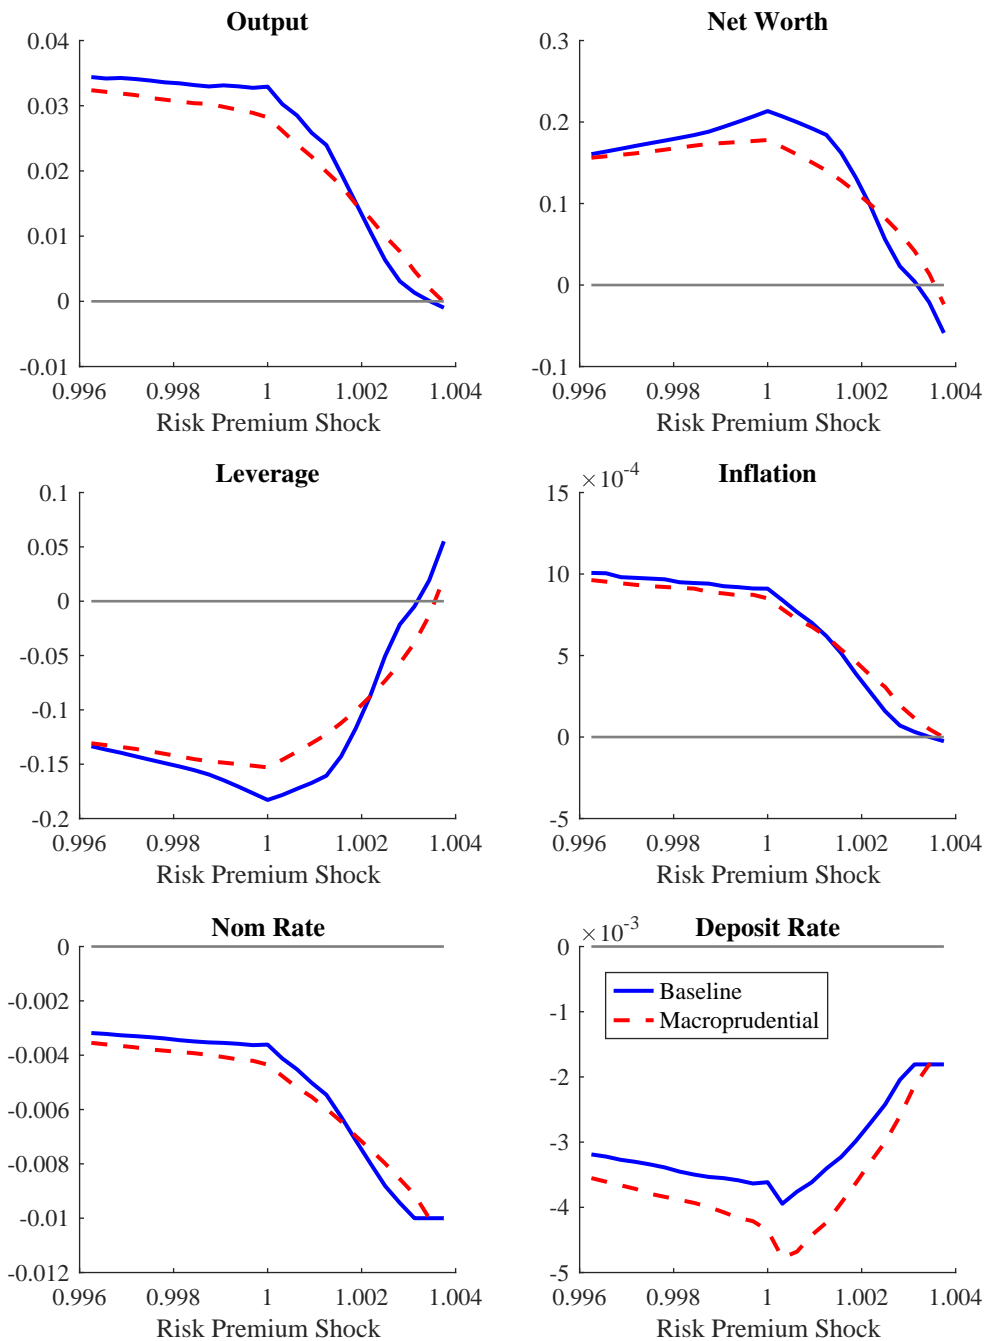 Output
0.04
0.03
0.02
0.01
0
-0.01
0.996 0.998 1 1.002 1.004
Risk Premium Shock
Net Worth
0.3
0.2
0.1
0
-0.1
0.996 0.998 1 1.002 1.004
Risk Premium Shock
Leverage
0.1
0.05
0
-0.05
-0.1
-0.15
-0.2
0.996 0.998 1 1.002 1.004
Risk Premium Shock
Inflation
×10⁻⁴
15
10
5
0
-5
0.996 0.998 1 1.002 1.004
Risk Premium Shock
Nom Rate
0
-0.002
-0.004
-0.006
-0.008
-0.01
-0.012
0.996 0.998 1 1.002 1.004
Risk Premium Shock
Deposit Rate
×10⁻³
0
-1
-2
-3
-4
-5
Baseline
Macroprudential
0.996 0.998 1 1.002 1.004
Risk Premium Shock